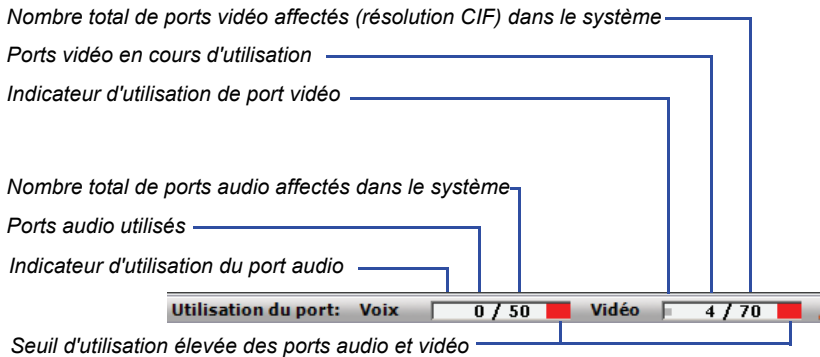 Nombre total de ports vidéo affectés (résolution CIF) dans le système
Ports vidéo en cours d'utilisation
Indicateur d'utilisation de port vidéo
Nombre total de ports audio affectés dans le système
Ports audio utilisés
Indicateur d'utilisation du port audio
Utilisation du port: Voix 0 / 50 Vidéo 4 / 70
Seuil d'utilisation élevée des ports audio et vidéo